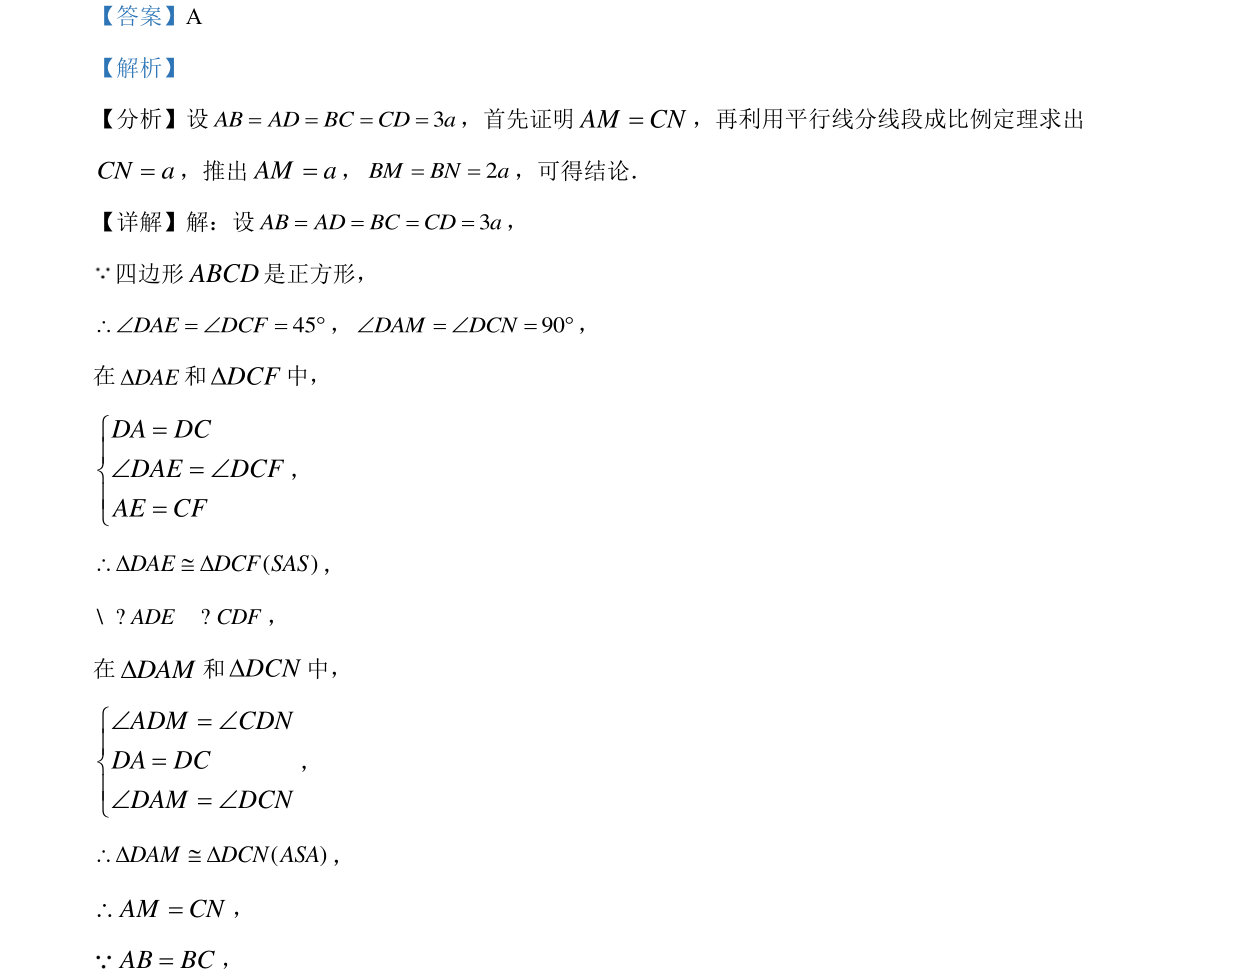 【答案】A
【解析】
【分析】设 AB = AD = BC = CD = 3a，首先证明 AM = CN，再利用平行线分线段成比例定理求出
CN = a，推出 AM = a， BM = BN = 2a，可得结论．
【详解】解：设 AB = AD = BC = CD = 3a，
∵四边形 ABCD 是正方形，
∴∠DAE = ∠DCF = 45°， ∠DAM = ∠DCN = 90°，
在 ΔDAE 和 ΔDCF 中，
DA = DC
{∠DAE = ∠DCF，
AE = CF
∴ΔDAE ≅ ΔDCF(SAS)，
\ ? ADE ? CDF，
在 ΔDAM 和 ΔDCN 中，
∠ADM = ∠CDN
{DA = DC ，
∠DAM = ∠DCN
∴ΔDAM ≅ ΔDCN(ASA)，
∴ AM = CN，
∵ AB = BC，